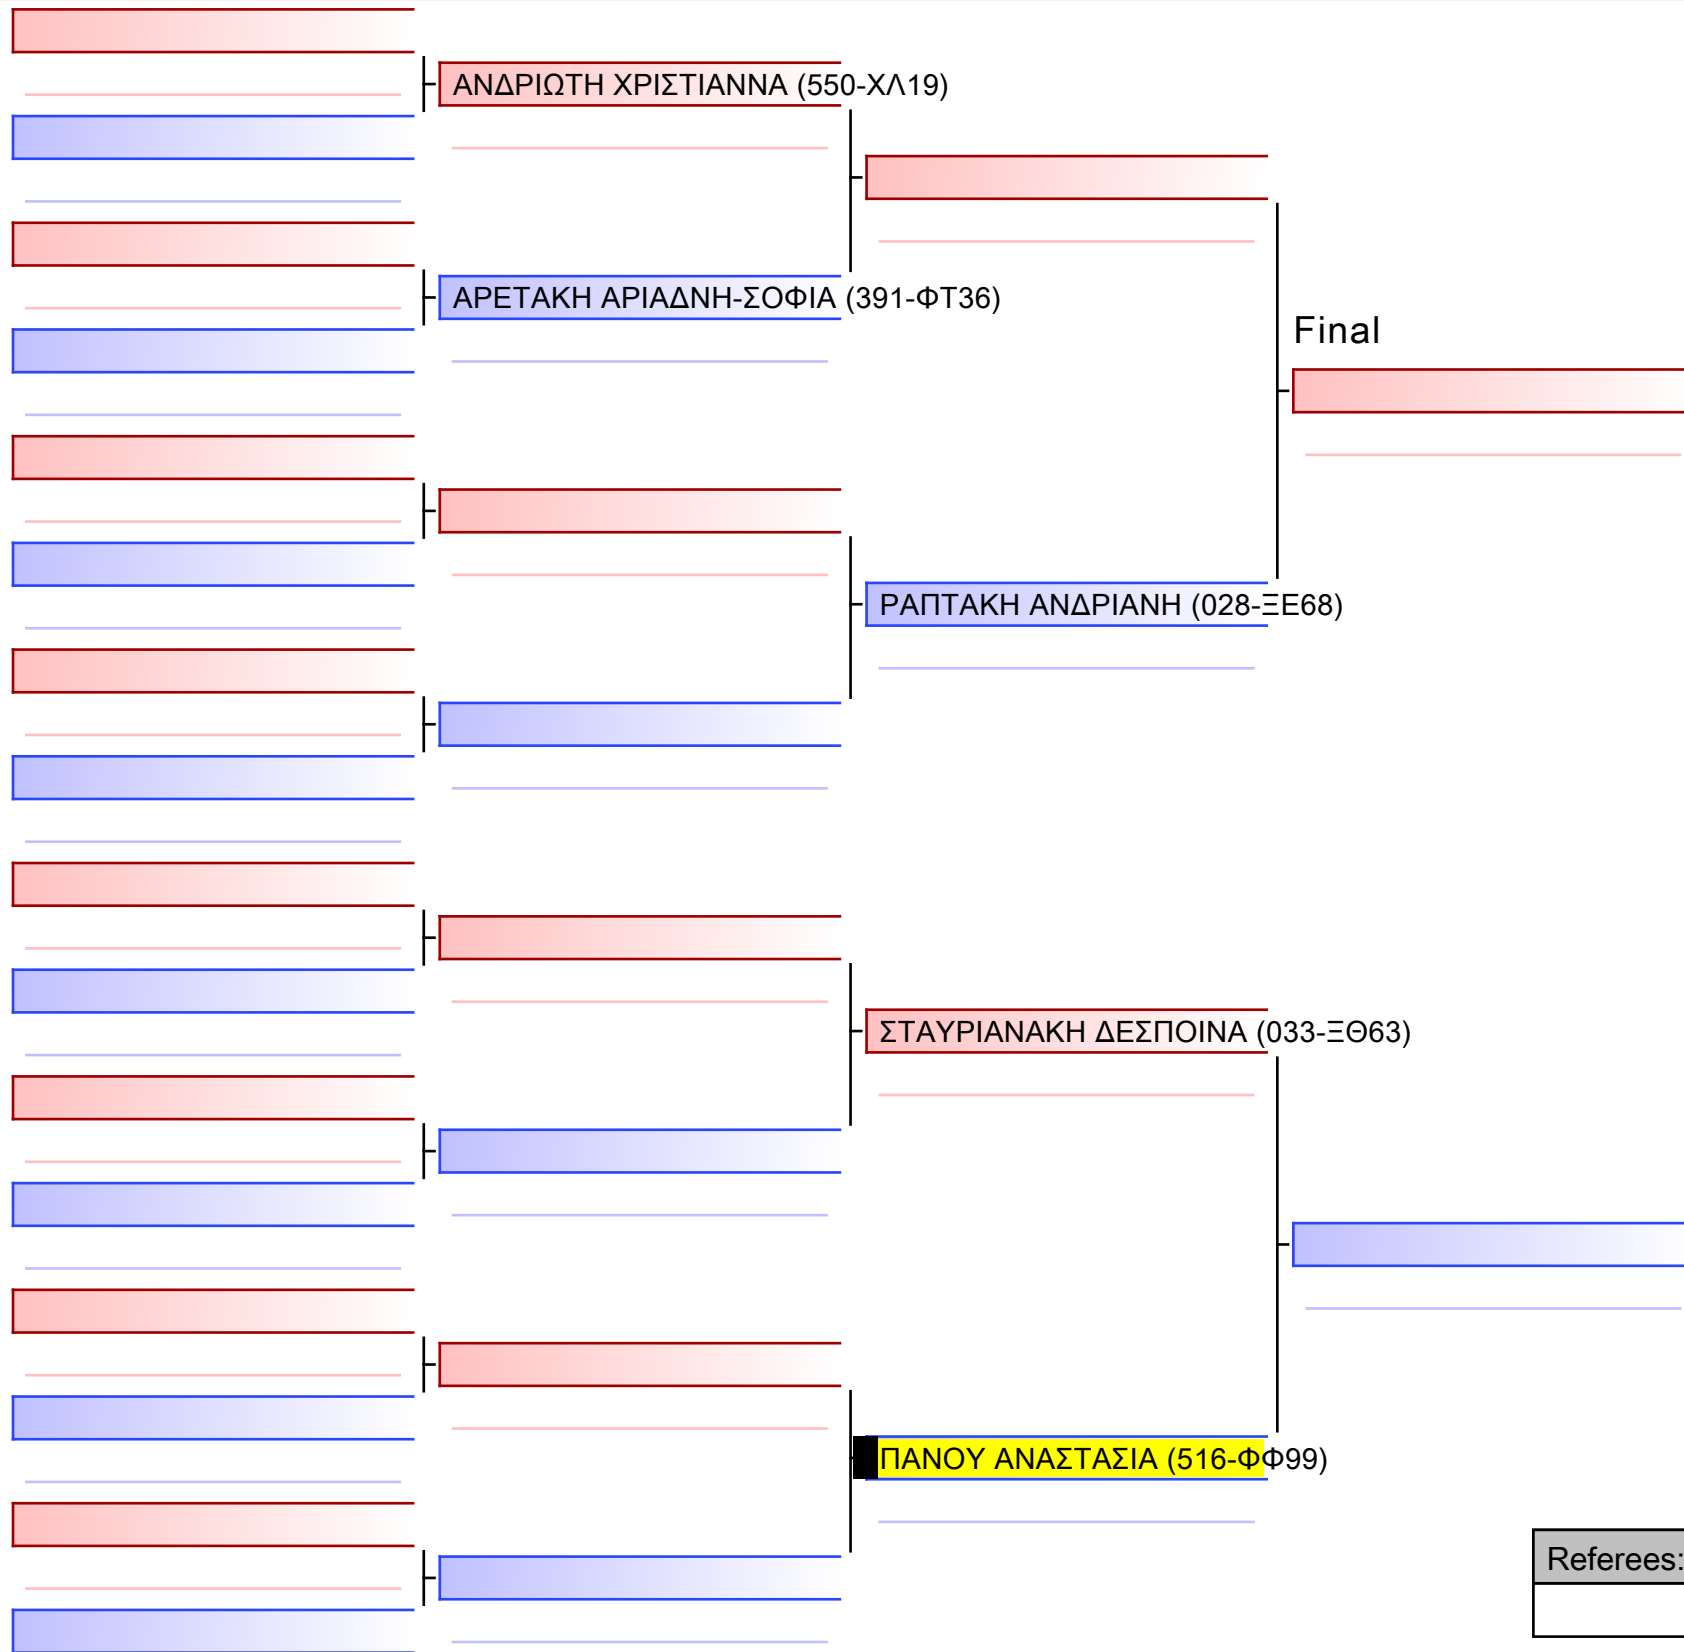 ΑΝΔΡΙΩΤΗ ΧΡΙΣΤΙΑΝΝΑ (550-ΧΛ19)
ΑΡΕΤΑΚΗ ΑΡΙΑΔΝΗ-ΣΟΦΙΑ (391-ΦΤ36)
Final
ΡΑΠΤΑΚΗ ΑΝΔΡΙΑΝΗ (028-ΞΕ68)
ΣΤΑΥΡΙΑΝΑΚΗ ΔΕΣΠΟΙΝΑ (033-ΞΘ63)
ΠΑΝΟΥ ΑΝΑΣΤΑΣΙΑ (516-ΦΦ99)
Referees: